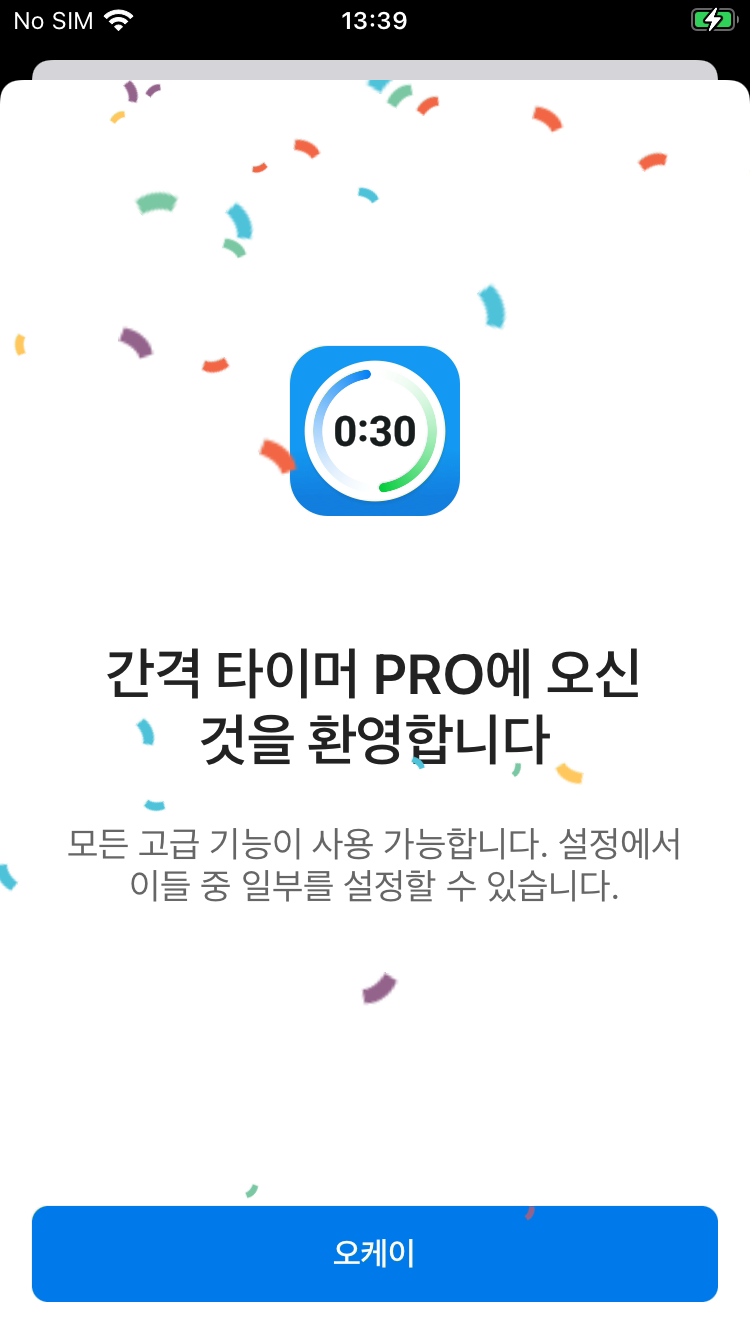 No SIM 13:39
0:30
간격 타이머 PRO에 오신
것을 환영합니다
모든 고급 기능이 사용 가능합니다. 설정에서
이들 중 일부를 설정할 수 있습니다.
오케이